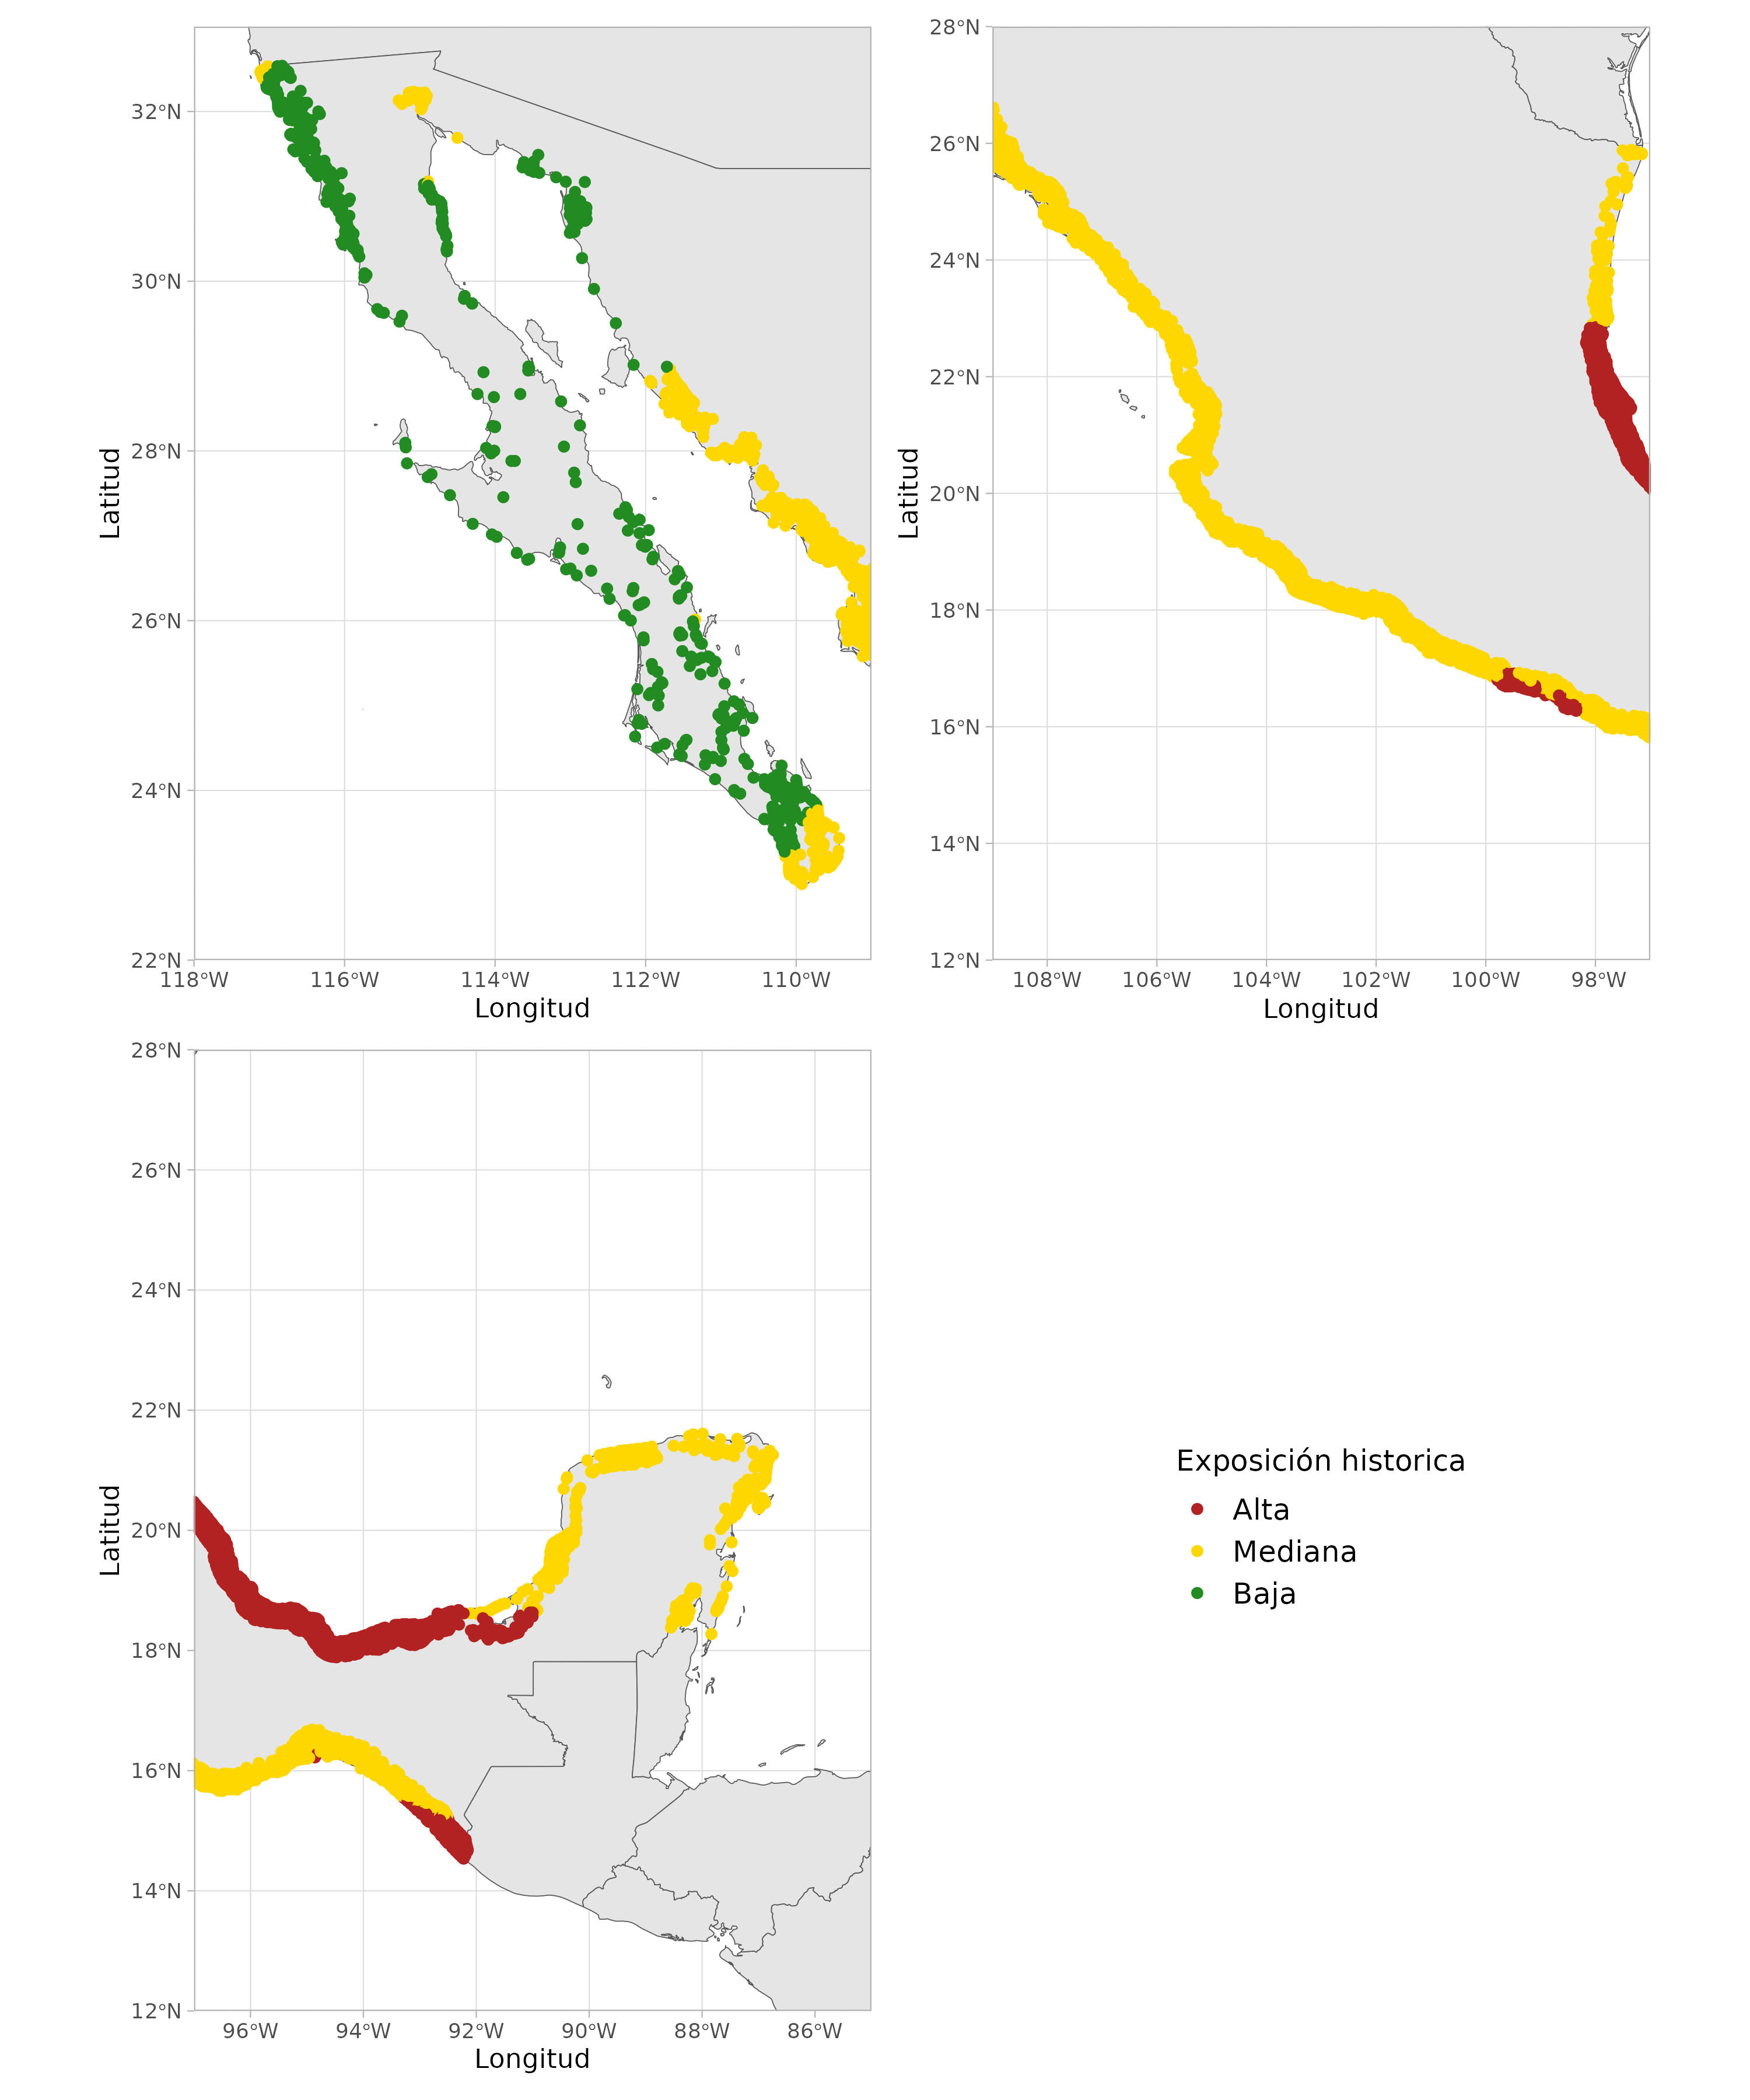 32°N
30°N
28°N
26°N
24°N
22°N
Latitud
118°W 116°W 114°W 112°W 110°W
Longitud
28°N
26°N
24°N
22°N
20°N
18°N
16°N
14°N
12°N
Latitud
108°W 106°W 104°W 102°W 100°W 98°W
Longitud
28°N
26°N
24°N
22°N
20°N
18°N
16°N
14°N
12°N
Latitud
96°W 94°W 92°W 90°W 88°W 86°W
Longitud
Exposición historica
Alta
Mediana
Baja